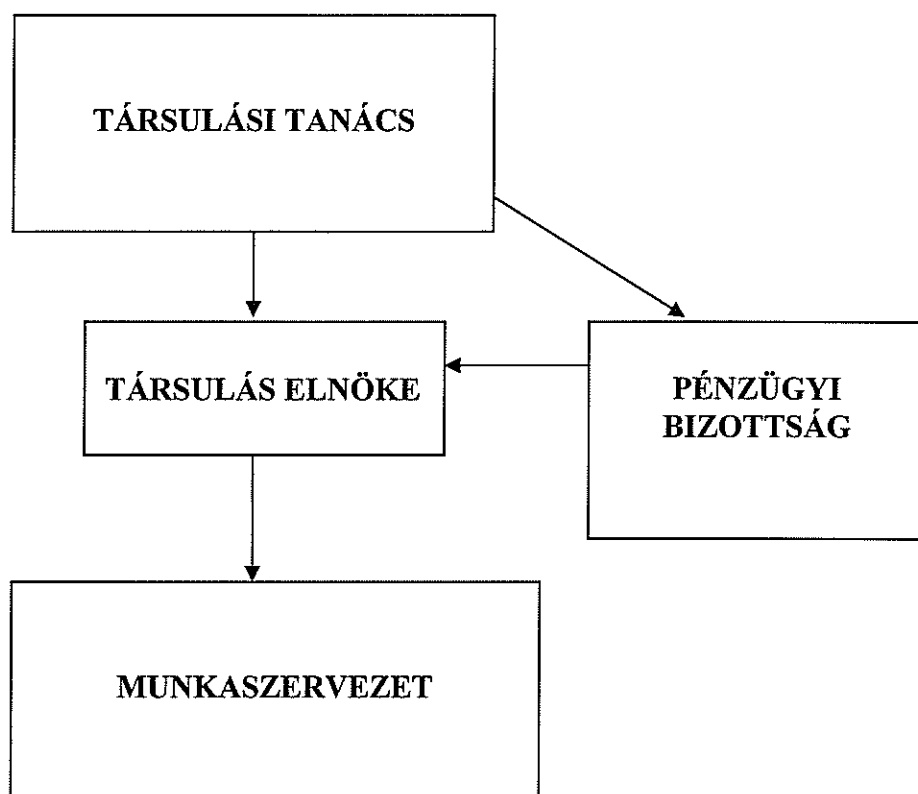 TÁRSULÁSI TANÁCS
TÁRSULÁS ELNÖKE
PÉNZÜGYI
BIZOTTSÁG
MUNKASZERVEZET